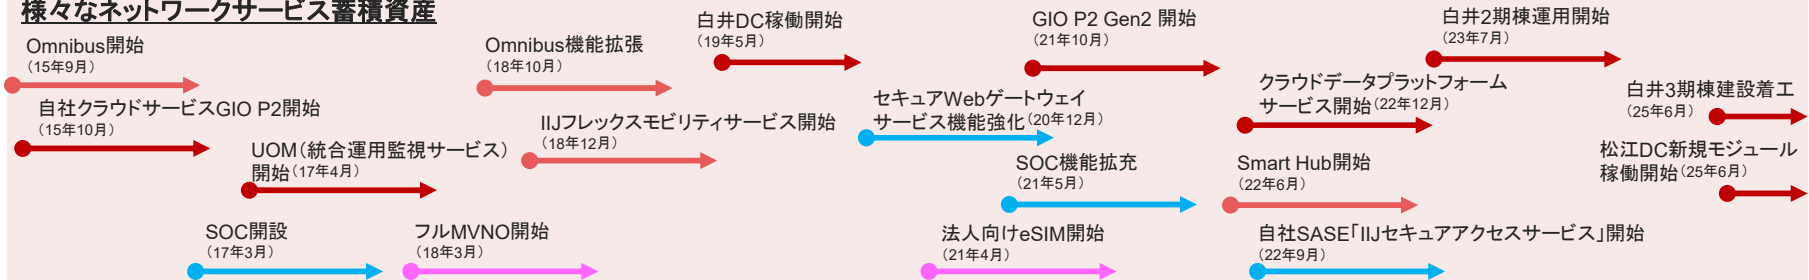 様々なネットワークサービス蓄積資産
Omnibus開始
（15年9月）
自社クラウドサービスGIO P2開始
（15年10月）
UOM（統合運用監視サービス）
開始（17年4月）
SOC開設
（17年3月）
フルMVNO開始
（18年3月）
Omnibus機能拡張
（18年10月）
IIJフレックスモビリティサービス開始
（18年12月）
白井DC稼働開始
（19年5月）
セキュアWebゲートウェイ
サービス機能強化（20年12月）
法人向けeSIM開始
（21年4月）
SOC機能拡充
（21年5月）
GIO P2 Gen2 開始
（21年10月）
Smart Hub開始
（22年6月）
自社SASE「IIJセキュアアクセスサービス」開始
（22年9月）
クラウドデータプラットフォーム
サービス開始（22年12月）
白井2期棟運用開始
（23年7月）
白井3期棟建設着工
（25年6月）
松江DC新規モジュール
稼働開始（25年6月）